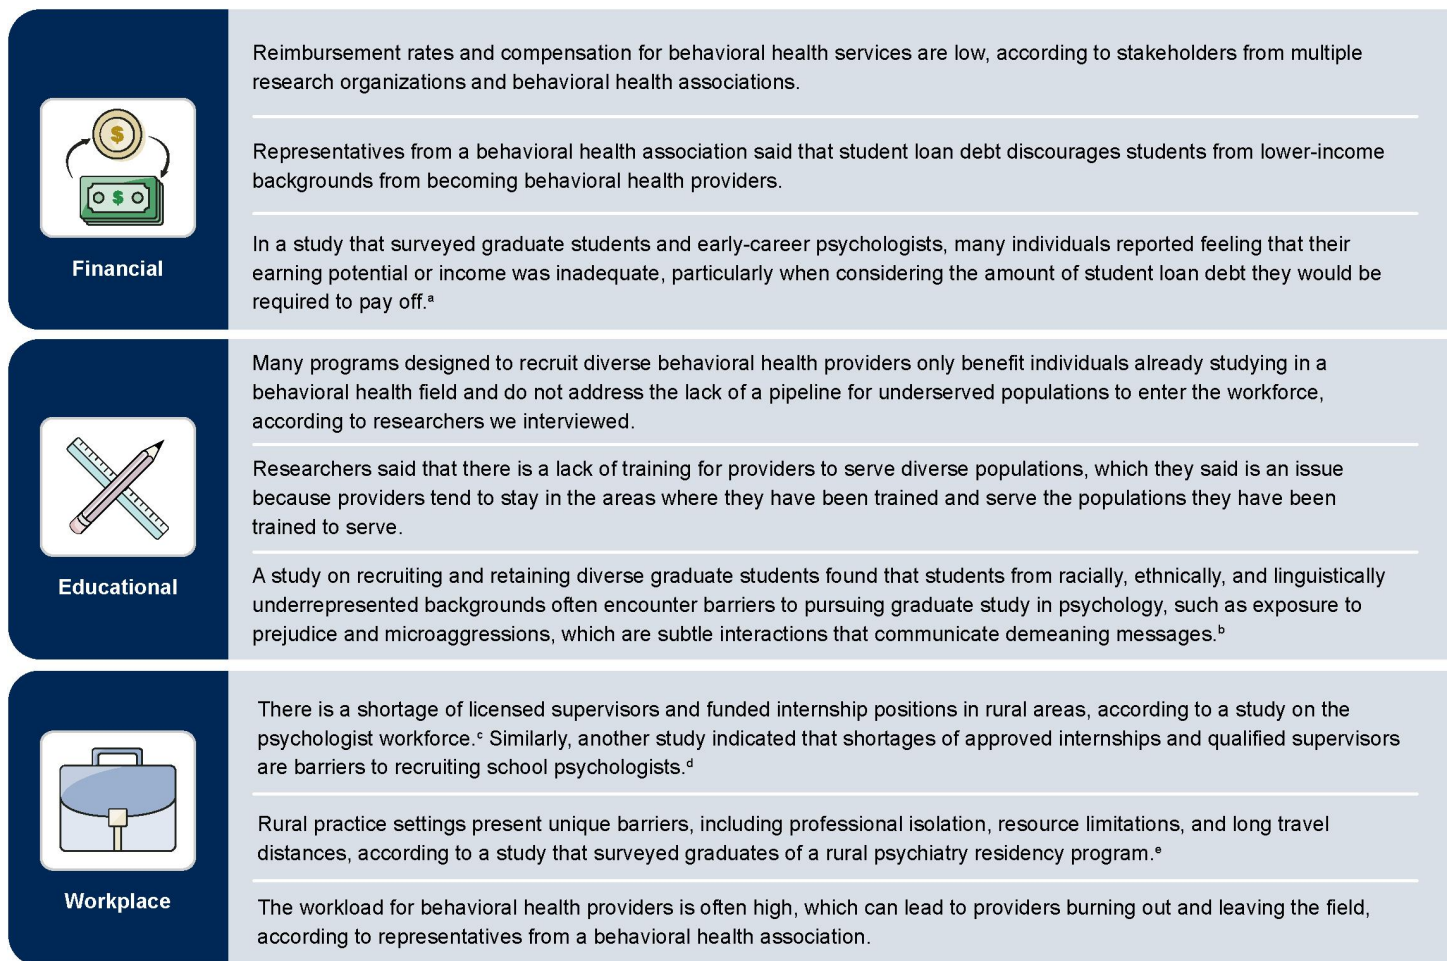 Reimbursement rates and compensation for behavioral health services are low, according to stakeholders from multiple
research organizations and behavioral health associations.
Representatives from a behavioral health association said that student loan debt discourages students from lower-income
backgrounds from becoming behavioral health providers.
In a study that surveyed graduate students and early-career psychologists, many individuals reported feeling that their
earning potential or income was inadequate, particularly when considering the amount of student loan debt they would be
required to pay off.ᵃ
Financial
Many programs designed to recruit diverse behavioral health providers only benefit individuals already studying in a
behavioral health field and do not address the lack of a pipeline for underserved populations to enter the workforce,
according to researchers we interviewed.
Researchers said that there is a lack of training for providers to serve diverse populations, which they said is an issue
because providers tend to stay in the areas where they have been trained and serve the populations they have been
trained to serve.
A study on recruiting and retaining diverse graduate students found that students from racially, ethnically, and linguistically
underrepresented backgrounds often encounter barriers to pursuing graduate study in psychology, such as exposure to
prejudice and microaggressions, which are subtle interactions that communicate demeaning messages.ᵇ
Educational
There is a shortage of licensed supervisors and funded internship positions in rural areas, according to a study on the
psychologist workforce.ᶜ Similarly, another study indicated that shortages of approved internships and qualified supervisors
are barriers to recruiting school psychologists.ᵈ
Rural practice settings present unique barriers, including professional isolation, resource limitations, and long travel
distances, according to a study that surveyed graduates of a rural psychiatry residency program.ᵉ
The workload for behavioral health providers is often high, which can lead to providers burning out and leaving the field,
according to representatives from a behavioral health association.
Workplace